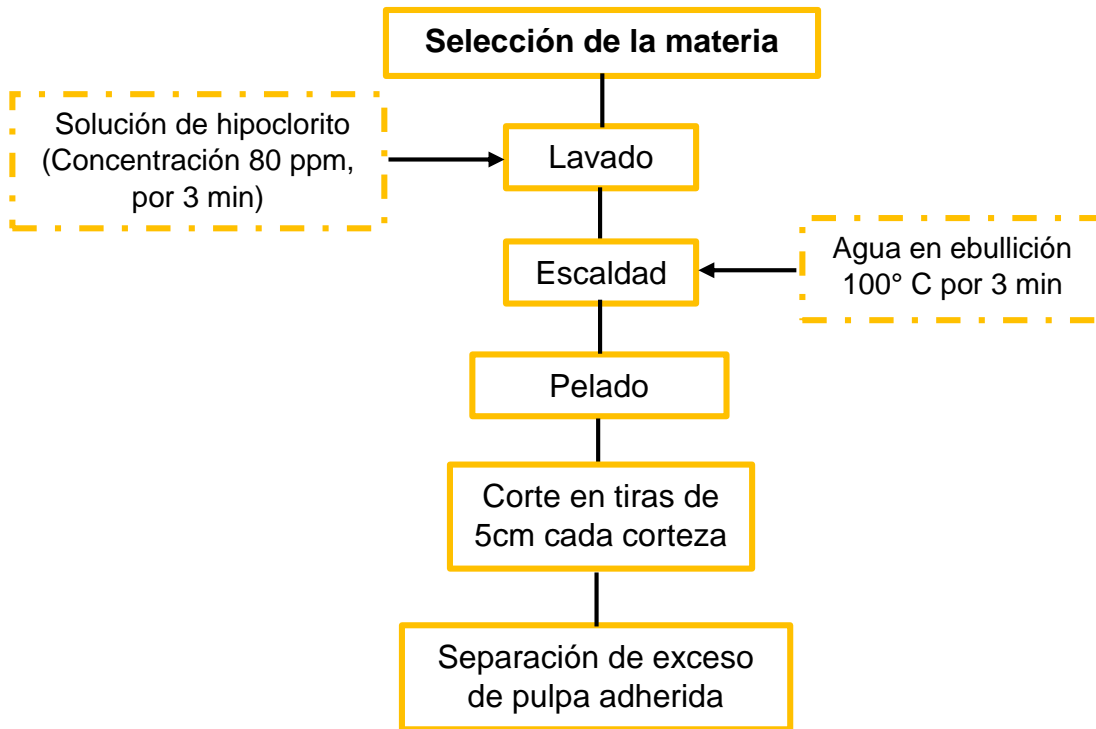 Selección de la materia
Solución de hipoclorito
(Concentración 80 ppm,
por 3 min)
Lavado
Escaldad
Agua en ebullición
100° C por 3 min
Pelado
Corte en tiras de
5cm cada corteza
Separación de exceso
de pulpa adherida